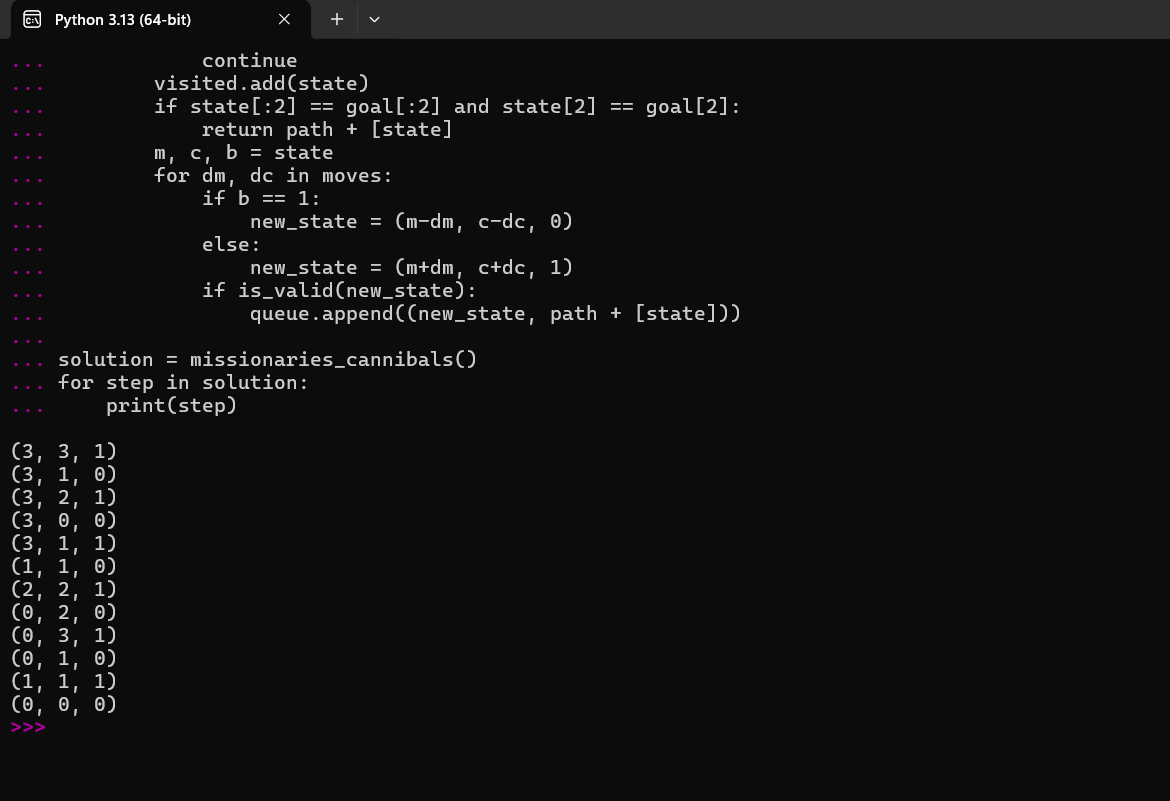 Python 3.13 (64-bit)
...             continue
...         visited.add(state)
...         if state[:2] == goal[:2] and state[2] == goal[2]:
...             return path + [state]
...         m, c, b = state
...         for dm, dc in moves:
...             if b == 1:
...                 new_state = (m-dm, c-dc, 0)
...             else:
...                 new_state = (m+dm, c+dc, 1)
...             if is_valid(new_state):
...                 queue.append((new_state, path + [state]))
...
... solution = missionaries_cannibals()
... for step in solution:
...     print(step)
(3, 3, 1)
(3, 1, 0)
(3, 2, 1)
(3, 0, 0)
(3, 1, 1)
(1, 1, 0)
(2, 2, 1)
(0, 2, 0)
(0, 3, 1)
(0, 1, 0)
(1, 1, 1)
(0, 0, 0)
>>>